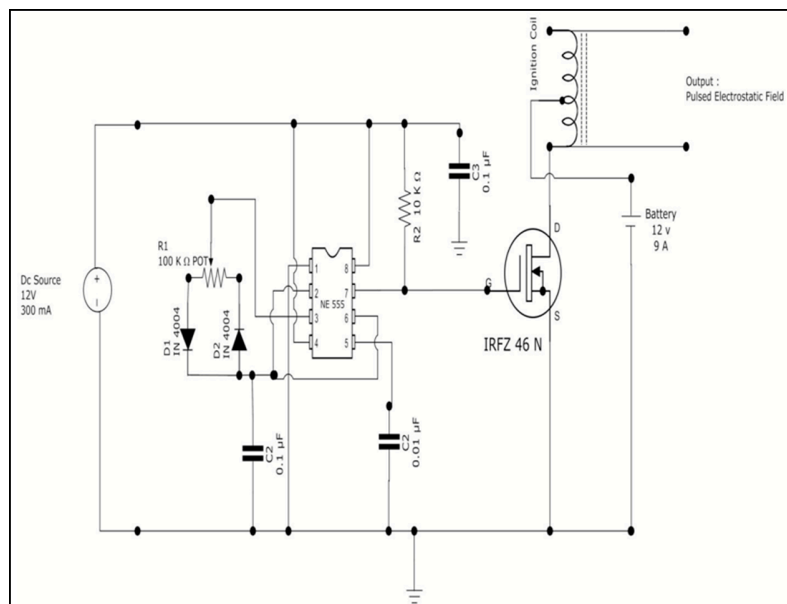 Ignition Coil
Output :
Pulsed Electrostatic Field
C3
0.1 µF
R2 10 K Ω
Battery
12 v
9 A
D
G
S
IRFZ 46 N
R1
100 K Ω POT
Dc Source
12V
300 mA
+
−
1
2
3
4
8
7
6
5
NE 555
D1
IN 4004
D2
IN 4004
C2
0.1 µF
C2
0.01 µF